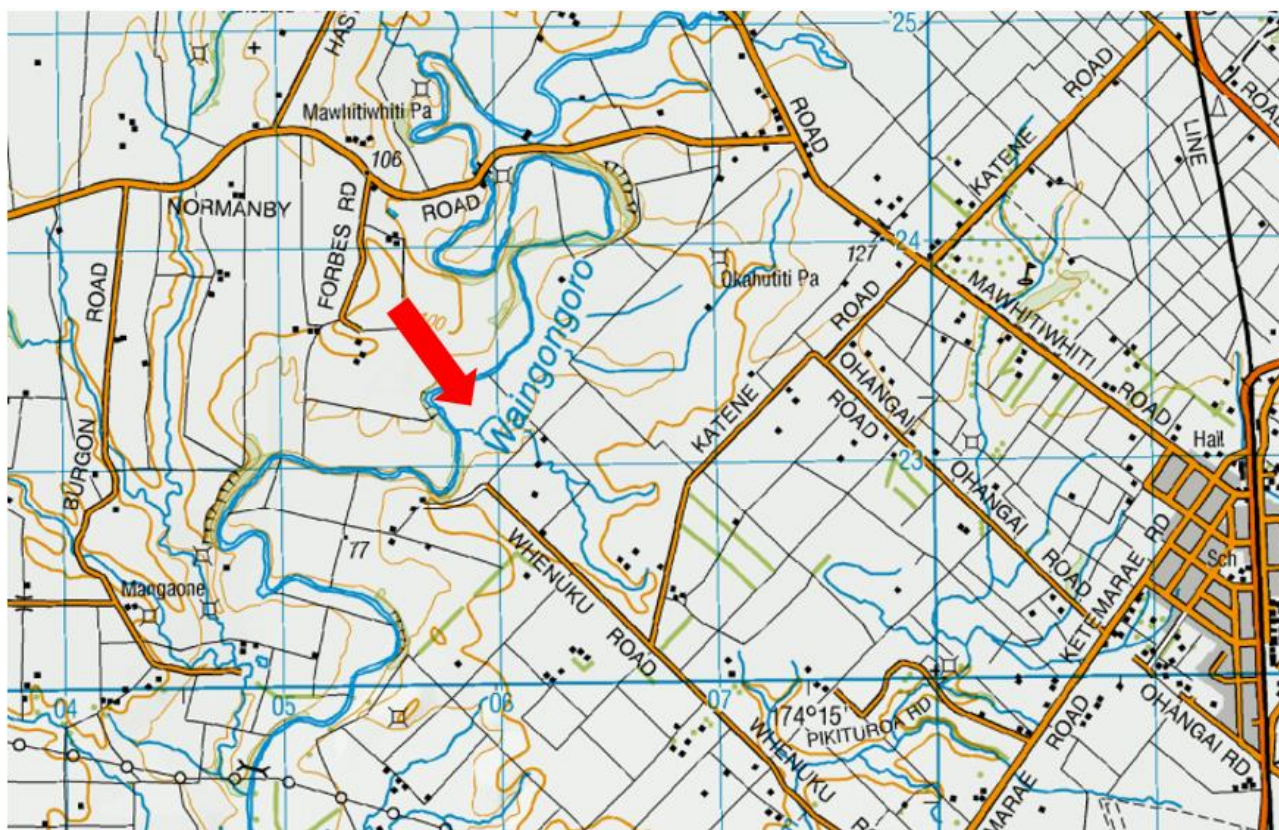 25
HAS
ROAD
ROAD
Mawhitiwhiti Pa
KATENE
LINE
106
NORMANBY
ROAD
FORBES RD
24
127
Okahutiti Pa
ROAD
MAWHITIWHITI
ROAD
ROAD
100
Waingongoro
OHANGAI
ROAD
KATENE
Hall
BURGON
23
OHANGAI
ROAD
KETEMARAE RD
Sch
77
WHENUKU
ROAD
Mangaone
04
05
06
07
174°15'
PIKITUROA RD
WHENUKU
ROAD
OHANGAI RD
MARAE